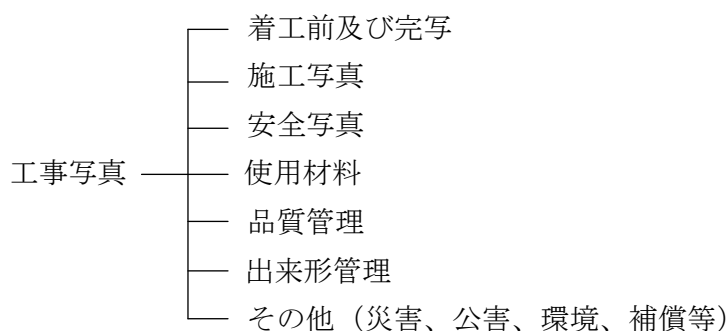 着工前及び完写
施工写真
安全写真
工事写真
使用材料
品質管理
出来形管理
その他（災害、公害、環境、補償等）